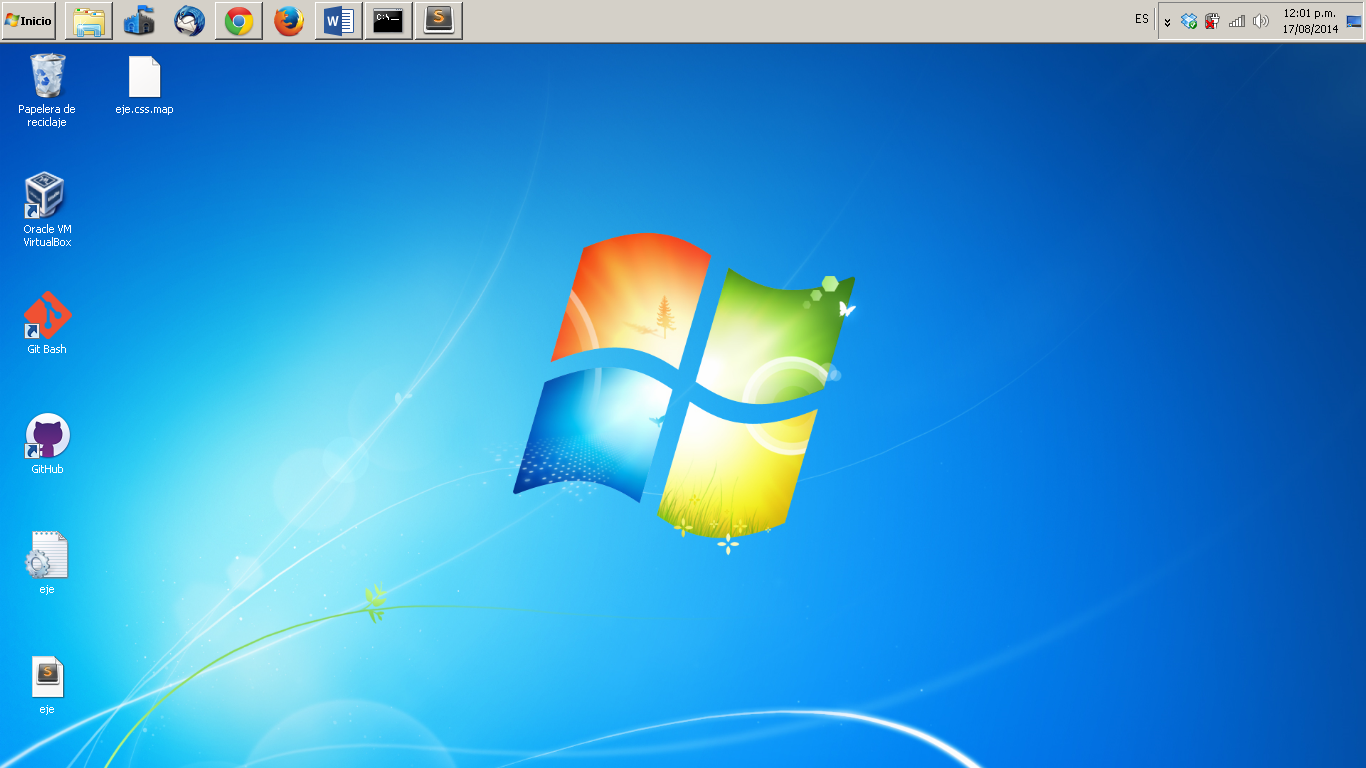 Inicio
C:\_
S
ES
12:01 p.m.
17/08/2014
Papelera de
reciclaje
eje.css.map
Oracle VM
VirtualBox
Git Bash
GitHub
eje
S
eje